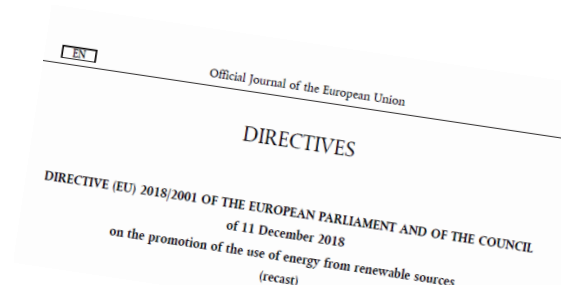 EN
Official Journal of the European Union
DIRECTIVES
DIRECTIVE (EU) 2018/2001 OF THE EUROPEAN PARLIAMENT AND OF THE COUNCIL
of 11 December 2018
on the promotion of the use of energy from renewable sources
(recast)